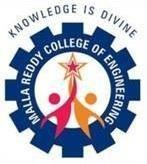 KNOWLEDGE IS DIVINE
MALLA REDDY COLLEGE OF ENGINEERING